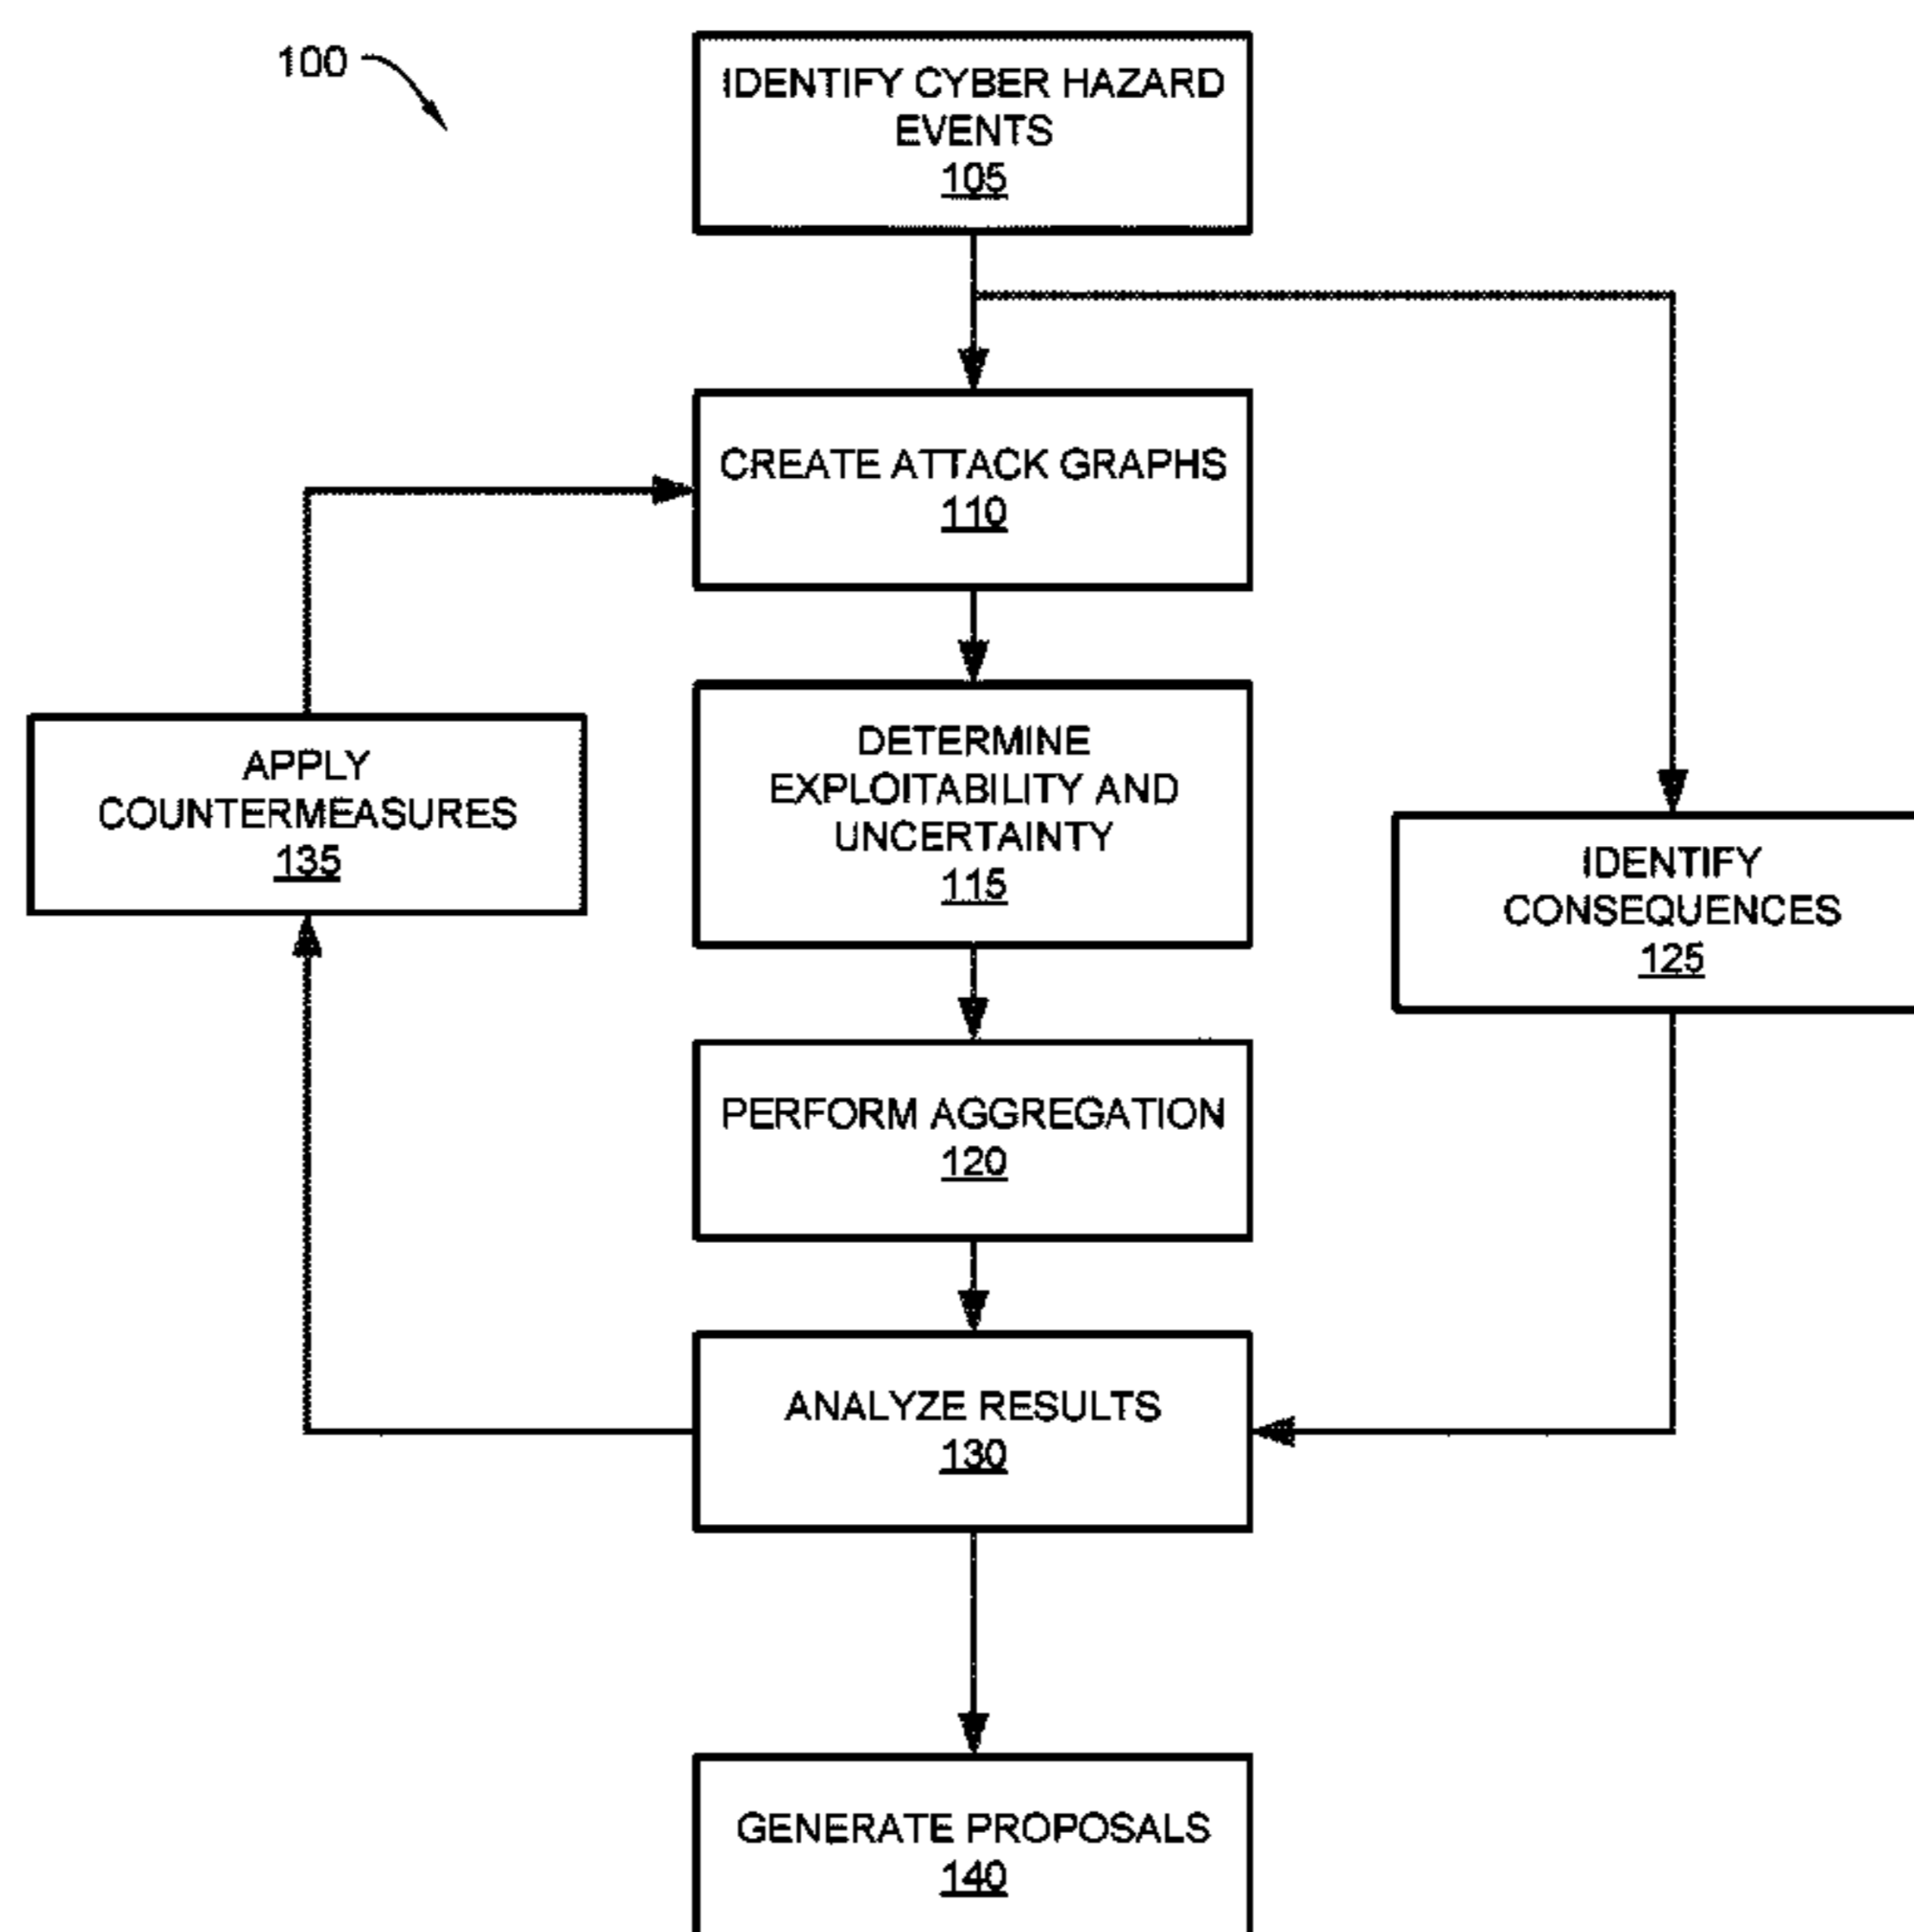 100
IDENTIFY CYBER HAZARD
EVENTS
105
CREATE ATTACK GRAPHS
110
DETERMINE
EXPLOITABILITY AND
UNCERTAINTY
115
APPLY
COUNTERMEASURES
135
IDENTIFY
CONSEQUENCES
125
PERFORM AGGREGATION
120
ANALYZE RESULTS
130
GENERATE PROPOSALS
140